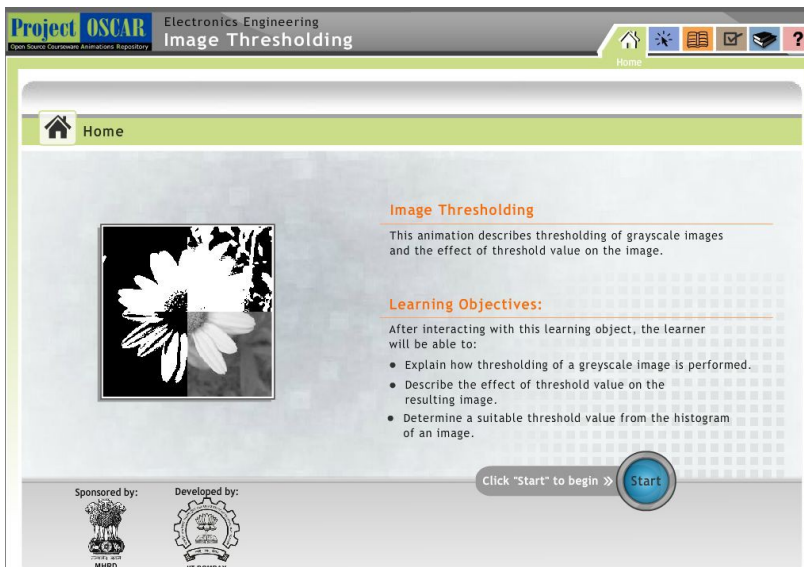 Project OSCAR
Open Source Courseware Animations Repository
Electronics Engineering
Image Thresholding
?
Home
Home
Image Thresholding
This animation describes thresholding of grayscale images
and the effect of threshold value on the image.
Learning Objectives:
After interacting with this learning object, the learner
will be able to:
● Explain how thresholding of a greyscale image is performed.
● Describe the effect of threshold value on the
resulting image.
● Determine a suitable threshold value from the histogram
of an image.
Click "Start" to begin »
Start
Sponsored by:
Developed by:
MHRD
IIT BOMBAY